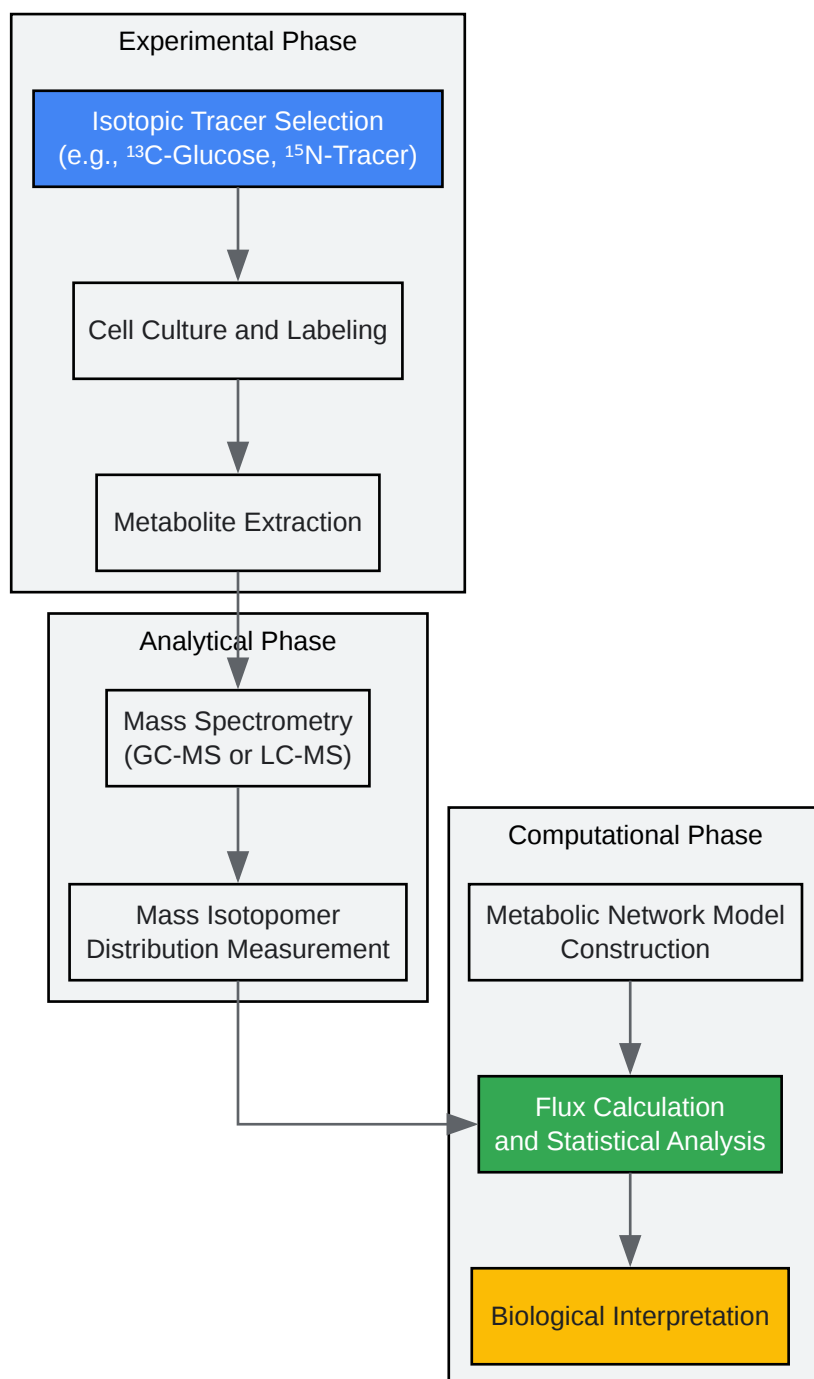 Experimental Phase
Isotopic Tracer Selection
(e.g., ¹³C-Glucose, ¹⁵N-Tracer)
Cell Culture and Labeling
Metabolite Extraction
Analytical Phase
Mass Spectrometry
(GC-MS or LC-MS)
Mass Isotopomer
Distribution Measurement
Computational Phase
Metabolic Network Model
Construction
Flux Calculation
and Statistical Analysis
Biological Interpretation